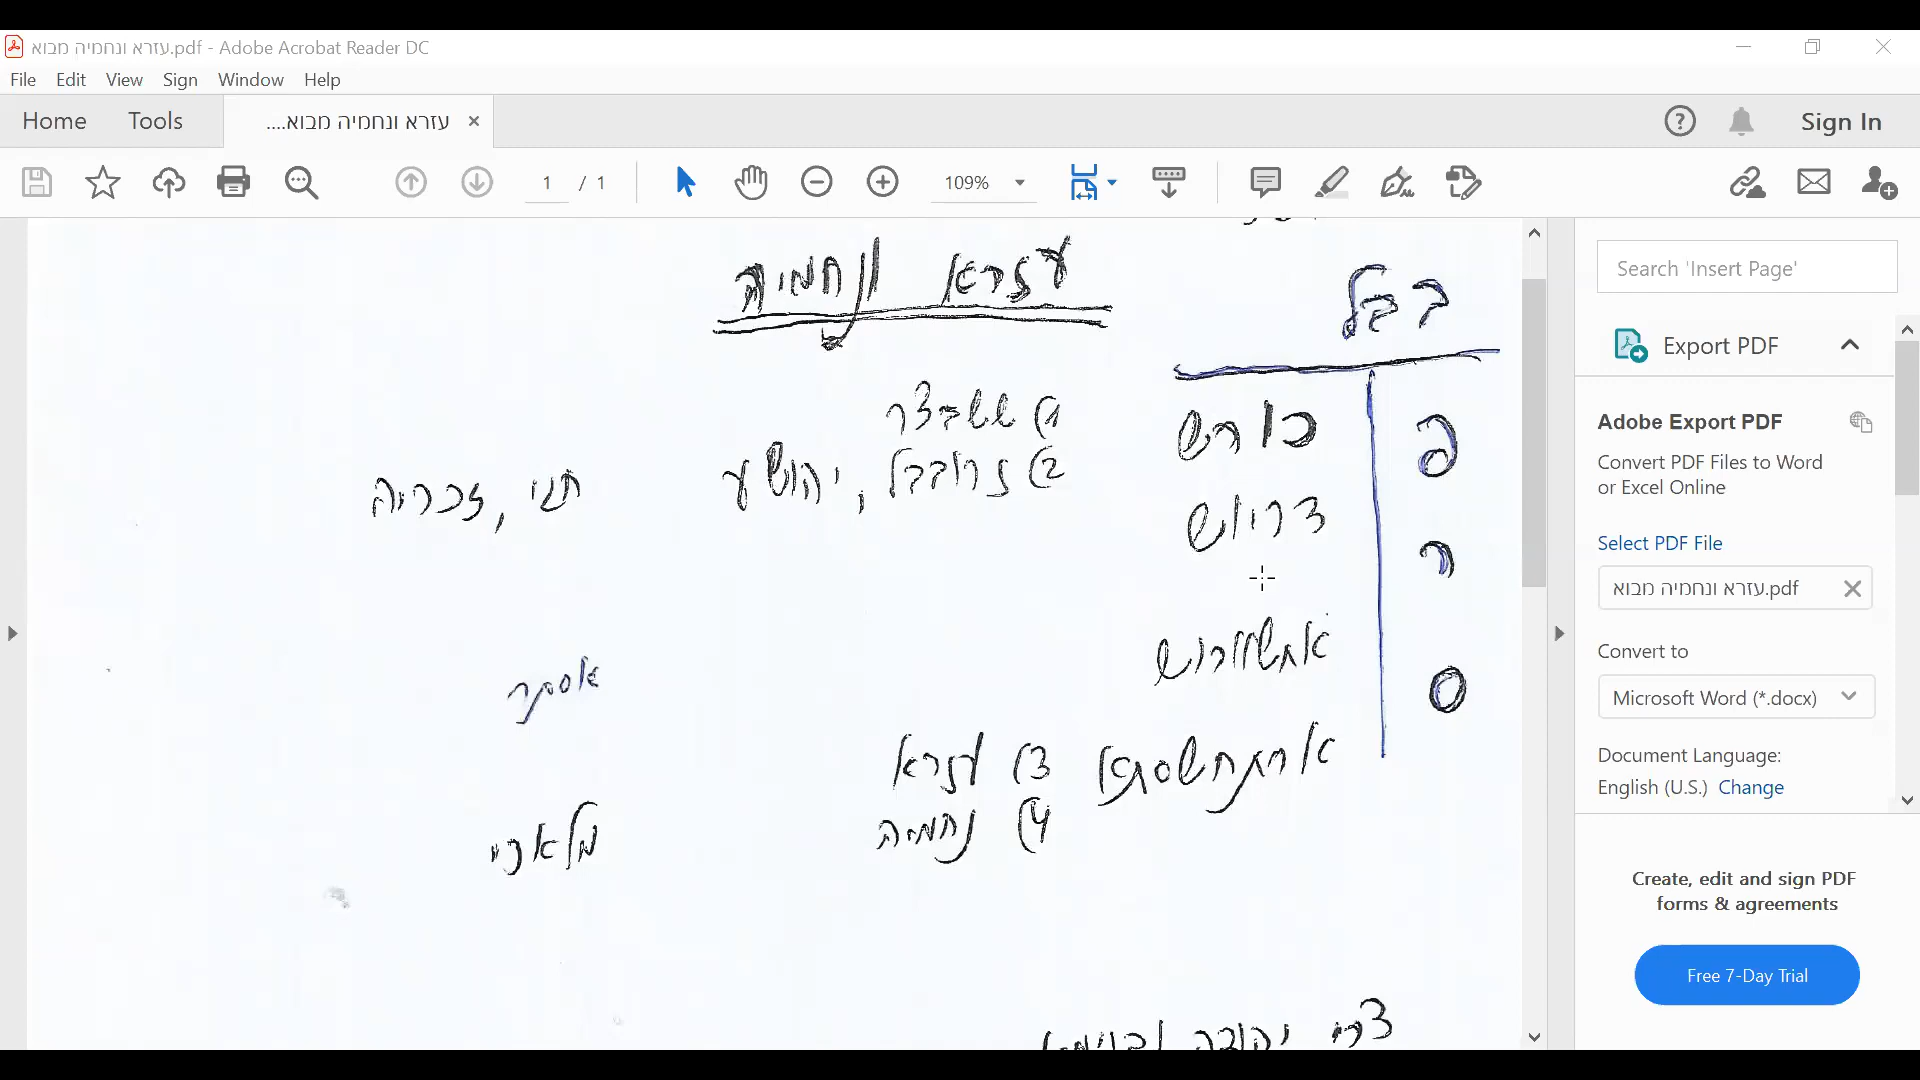 עזרא ונחמיה מבוא.pdf - Adobe Acrobat Reader DC
File Edit View Sign Window Help
Home Tools עזרא ונחמיה מבוא.... × Sign In
1 / 1 109%
Search 'Insert Page'
Export PDF
Adobe Export PDF
Convert PDF Files to Word
or Excel Online
Select PDF File
עזרא ונחמיה מבוא.pdf
Convert to
Microsoft Word (*.docx)
Document Language:
English (U.S.) Change
Create, edit and sign PDF
forms & agreements
Free 7-Day Trial
עזרא ונחמיה
בבל
פ
ר
ס
כורש
דריוש
אחשוורוש
ארתחשסתא
1) ששבצר
2) זרובבל, יהושע
3) עזרא
4) נחמיה
חגי, זכריה
אסתר
מלאכי
יהודה